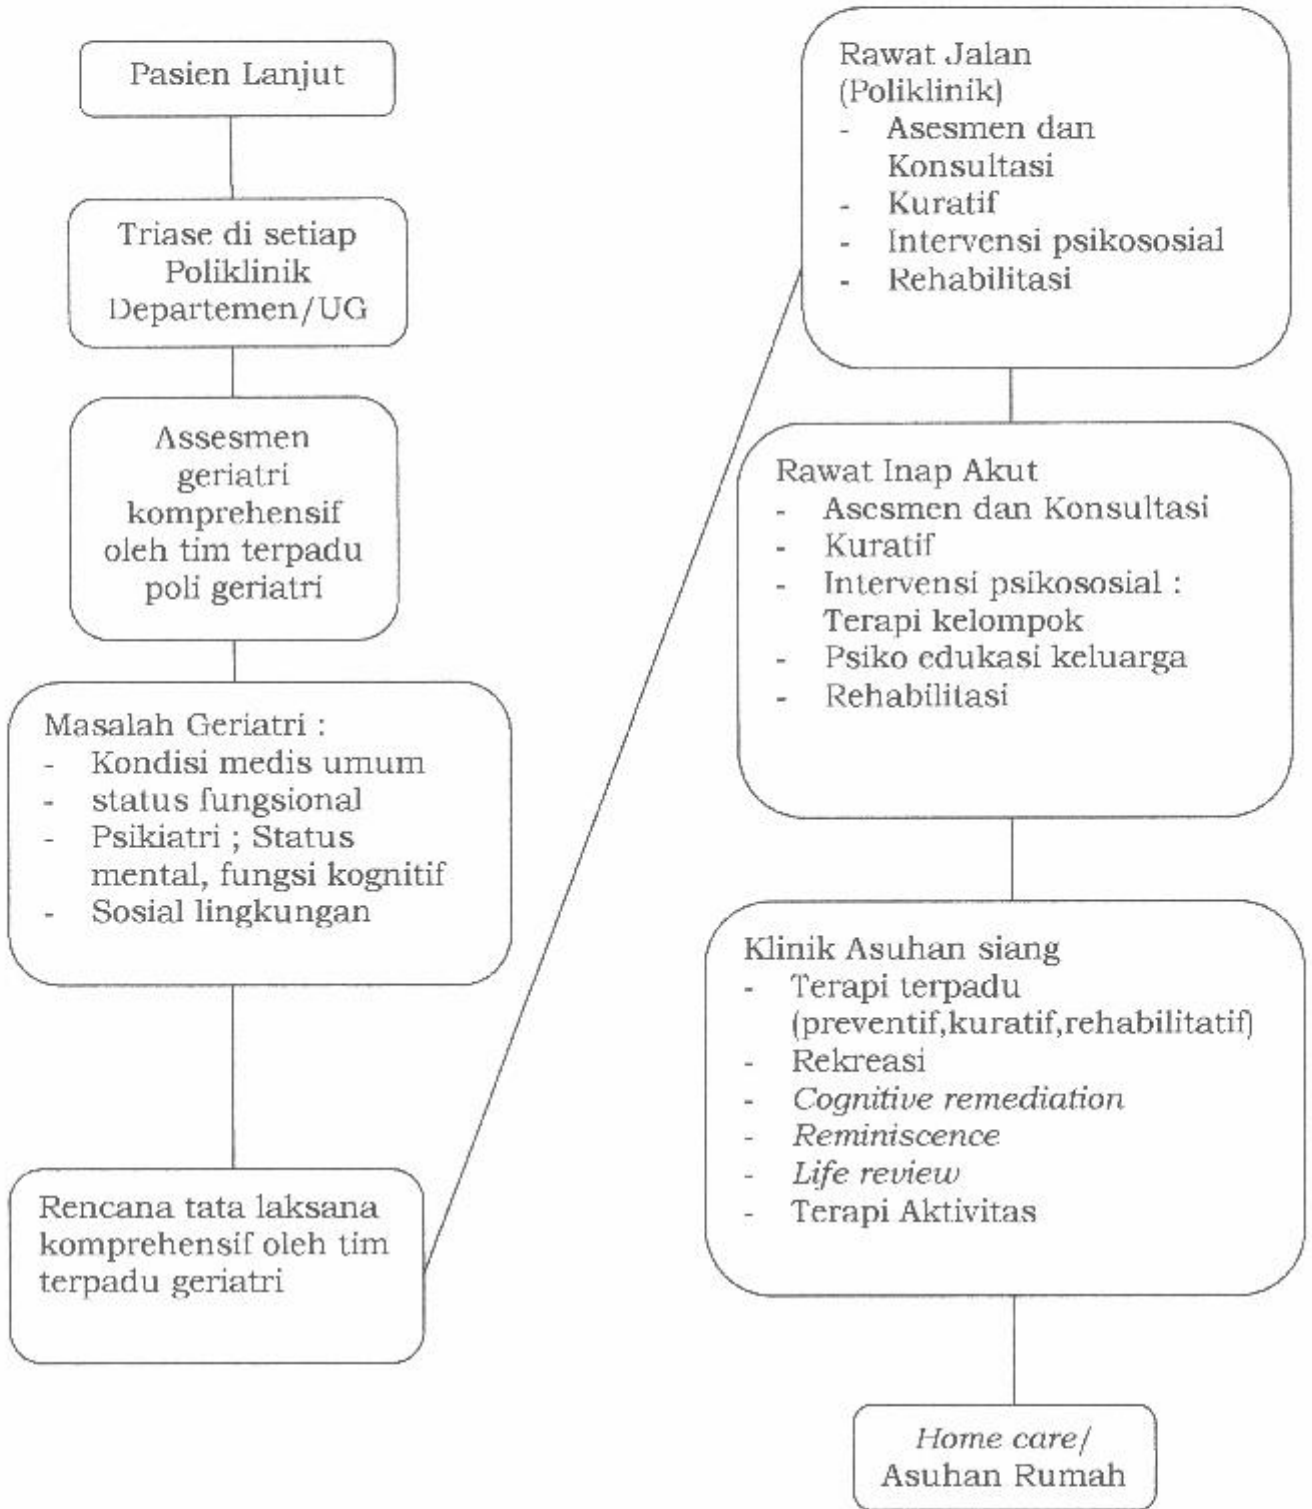 Pasien Lanjut
Triase di setiap
Poliklinik
Departemen/UG
Assesmen
geriatri
komprehensif
oleh tim terpadu
poli geriatri
Masalah Geriatri :
- Kondisi medis umum
- status fungsional
- Psikiatri ; Status
mental, fungsi kognitif
- Sosial lingkungan
Rencana tata laksana
komprehensif oleh tim
terpadu geriatri
Rawat Jalan
(Poliklinik)
- Asesmen dan
Konsultasi
- Kuratif
- Intervensi psikososial
- Rehabilitasi
Rawat Inap Akut
- Asesmen dan Konsultasi
- Kuratif
- Intervensi psikososial :
Terapi kelompok
- Psiko edukasi keluarga
- Rehabilitasi
Klinik Asuhan siang
- Terapi terpadu
(preventif,kuratif,rehabilitatif)
- Rekreasi
- Cognitive remediation
- Reminiscence
- Life review
- Terapi Aktivitas
Home care/
Asuhan Rumah